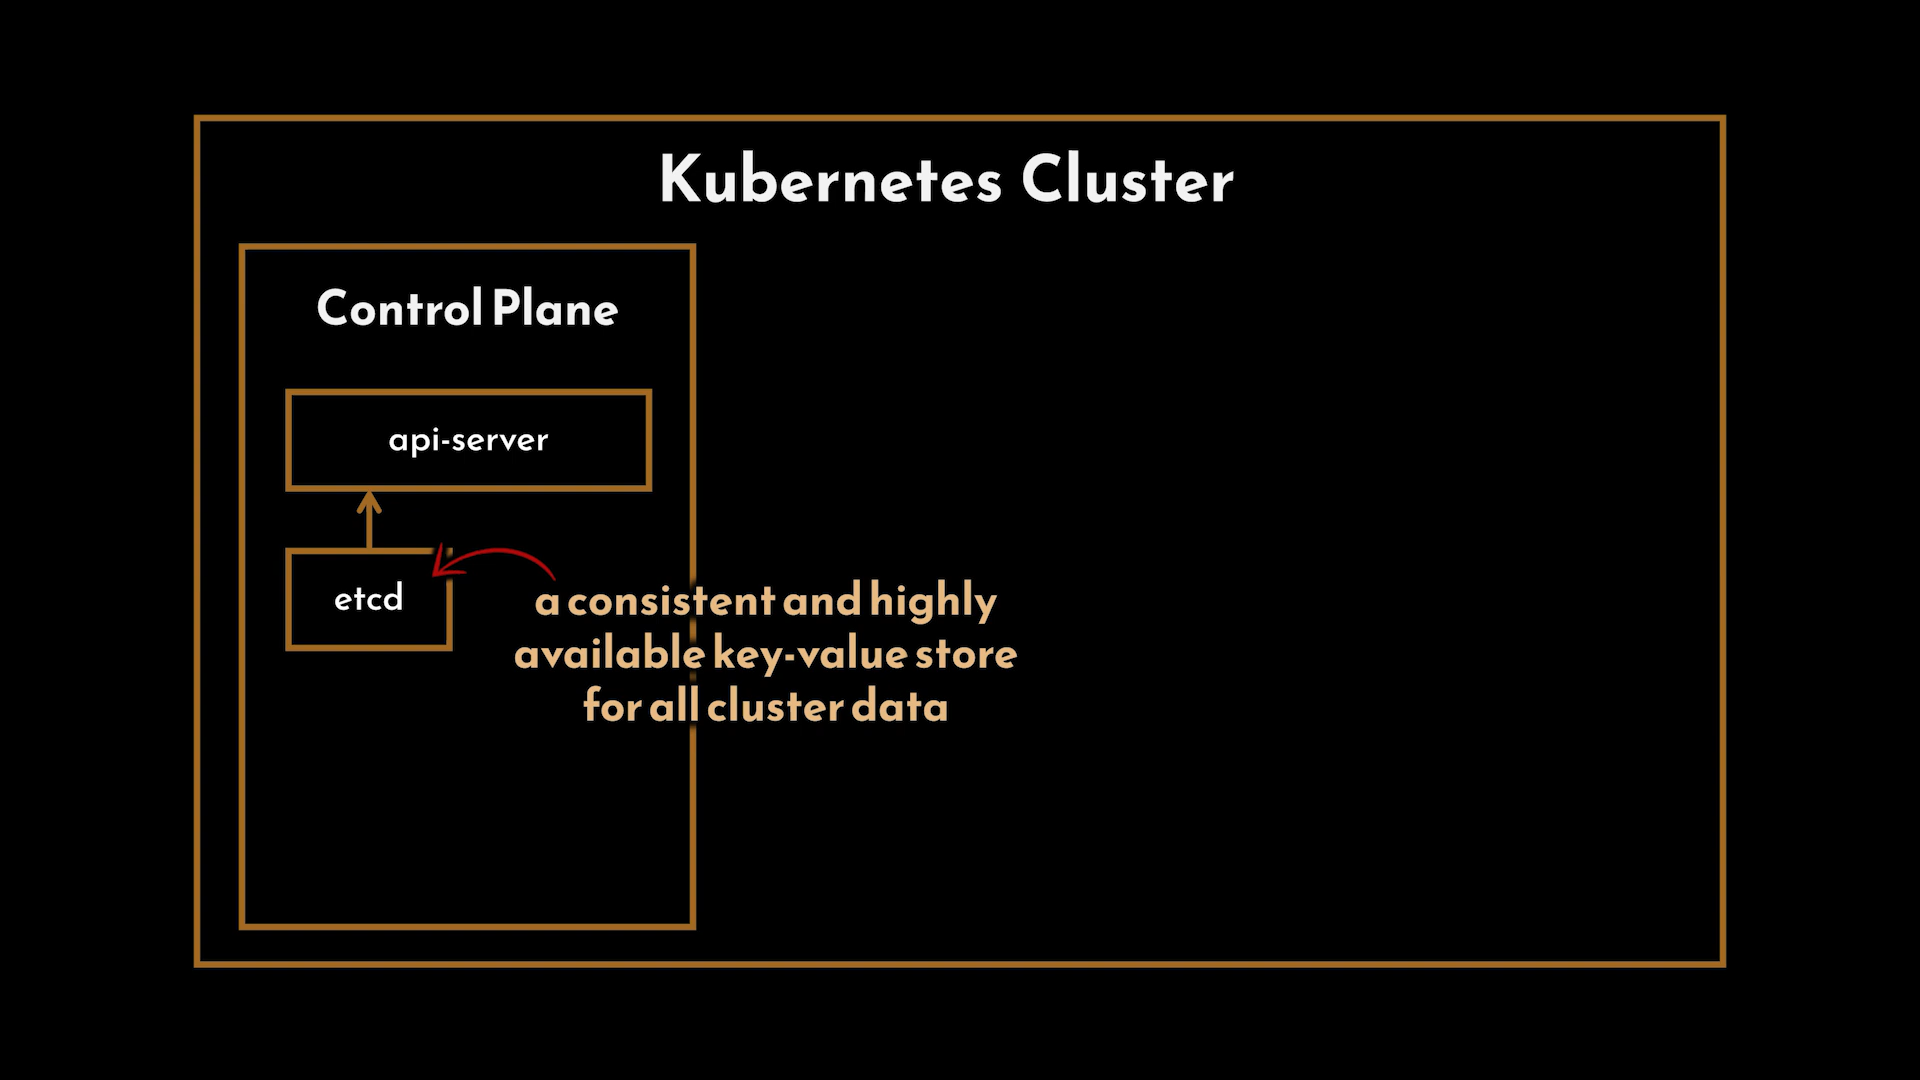 Kubernetes Cluster
Control Plane
api-server
etcd
a consistent and highly
available key-value store
for all cluster data